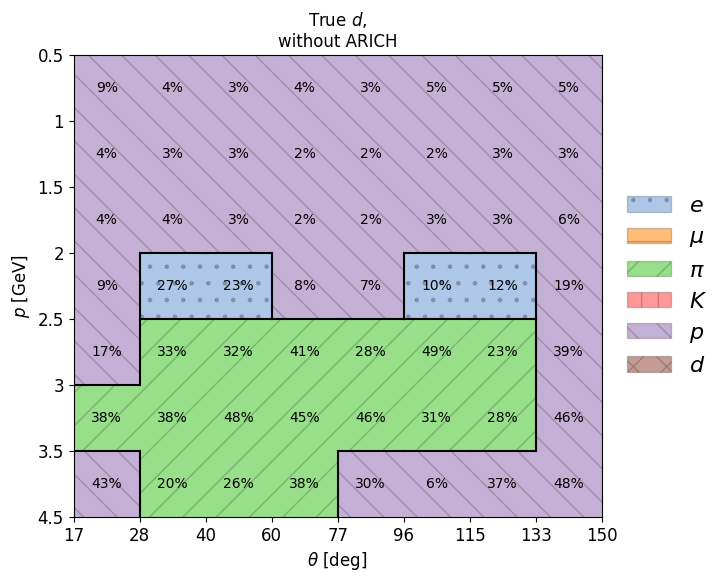 True d,
without ARICH
0.5
9% 4% 3% 4% 3% 5% 5% 5%
1
4% 3% 3% 2% 2% 2% 3% 3%
1.5
4% 4% 3% 2% 2% 3% 3% 6%
2
9% 27% 23% 8% 7% 10% 12% 19%
2.5
17% 33% 32% 41% 28% 49% 23% 39%
3
38% 38% 48% 45% 46% 31% 28% 46%
3.5
43% 20% 26% 38% 30% 6% 37% 48%
4.5
17 28 40 60 77 96 115 133 150
θ [deg]
p [GeV]
e
μ
π
K
p
d